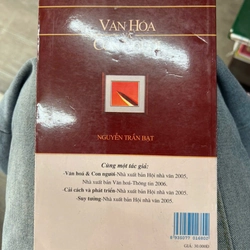 VĂN HÓA
NGUYỄN TRẦN BẠT
Cùng một tác giả:
-Văn hoá & Con người-Nhà xuất bản Hội nhà văn 2005,
Nhà xuất bản Văn hoá-Thông tin 2006.
-Cải cách và phát triển-Nhà xuất bản Hội nhà văn 2005.
-Suy tưởng-Nhà xuất bản Hội nhà văn 2005.